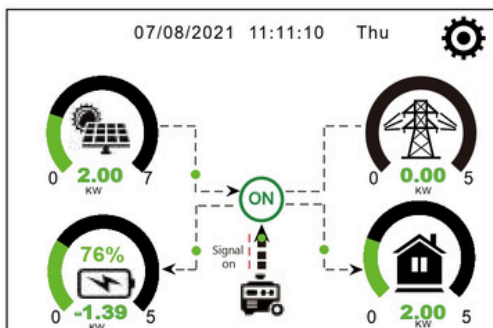 07/08/2021 11:11:10 Thu
0 2.00 7
KW
0 0.00 5
KW
ON
Signal
on
76%
0 -1.39 5
KW
0 2.00 5
KW